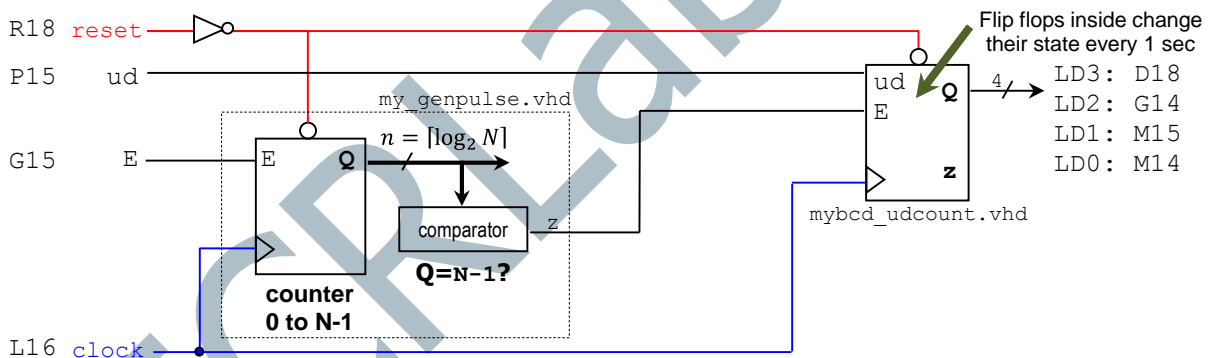 Flip flops inside change
their state every 1 sec
R18 reset
P15 ud
my_genpulse.vhd
n = ⌈log₂ N⌉
G15 E
E Q
comparator
z
Q=N-1?
counter
0 to N-1
L16 clock
ud
E
Q
z
4
mybcd_udcount.vhd
LD3: D18
LD2: G14
LD1: M15
LD0: M14
CRLab